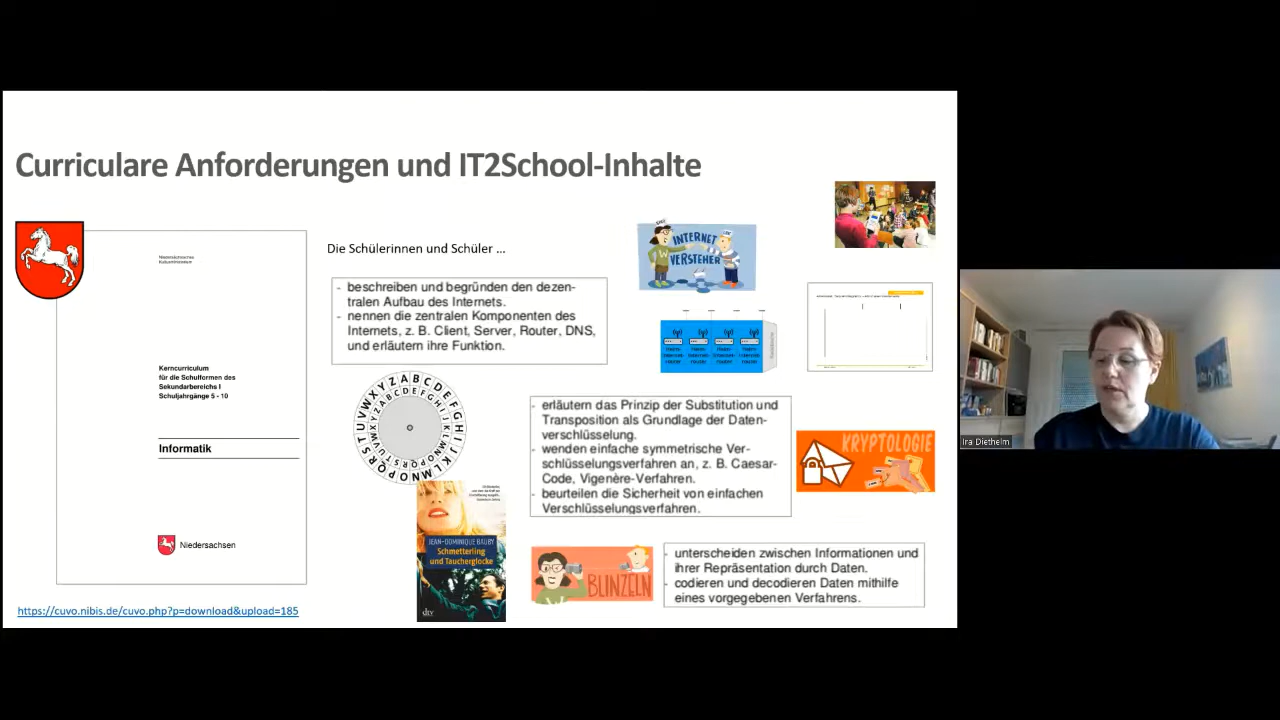 Curriculare Anforderungen und IT2School-Inhalte
Niedersächsisches
Kultusministerium
Kerncurriculum
für die Schulformen des
Sekundarbereichs I
Schuljahrgänge 5 - 10
Informatik
Niedersachsen
https://cuvo.nibis.de/cuvo.php?p=download&upload=185
Die Schülerinnen und Schüler ...
- beschreiben und begründen den dezen-
tralen Aufbau des Internets.
- nennen die zentralen Komponenten des
Internets, z. B. Client, Server, Router, DNS,
und erläutern ihre Funktion.
INTERNET
VERSTEHER
A B C D E F G H I J K L M N O P Q R S T U V W X Y Z
- erläutern das Prinzip der Substitution und
Transposition als Grundlage der Daten-
verschlüsselung.
- wenden einfache symmetrische Ver-
schlüsselungsverfahren an, z. B. Caesar-
Code, Vigenère-Verfahren.
- beurteilen die Sicherheit von einfachen
Verschlüsselungsverfahren.
KRYPTOLOGIE
JEAN-DOMINIQUE BAUBY
Schmetterling
und Taucherglocke
dtv
BLINZELN
- unterscheiden zwischen Informationen und
ihrer Repräsentation durch Daten.
- codieren und decodieren Daten mithilfe
eines vorgegebenen Verfahrens.
Ira Diethelm